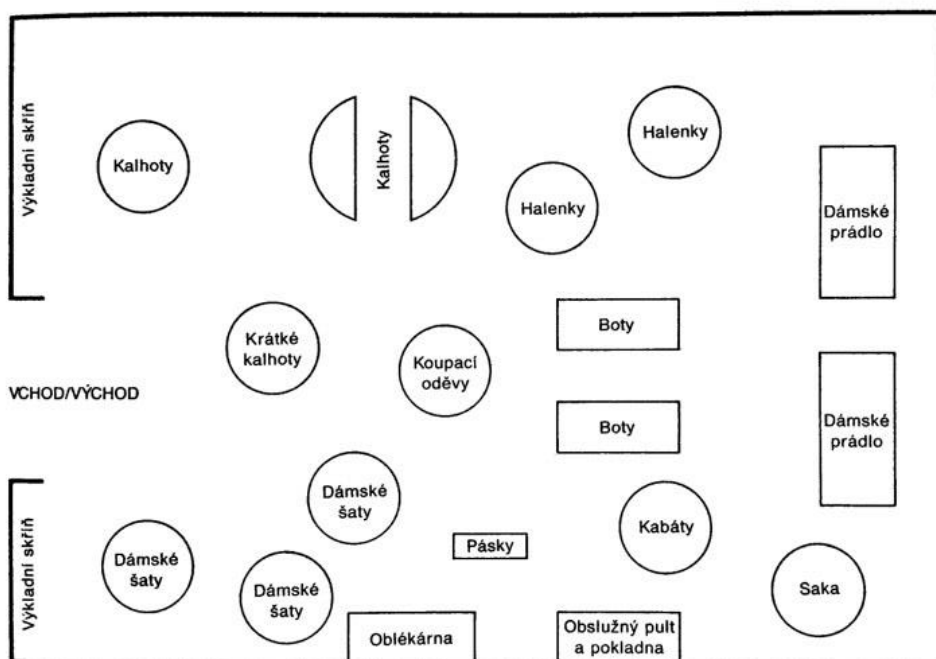 Výkladní skříň
Kalhoty
Kalhoty
Halenky
Halenky
Dámské
prádlo
Krátké
kalhoty
Koupací
oděvy
Boty
VCHOD/VÝCHOD
Boty
Dámské
prádlo
Výkladní skříň
Dámské
šaty
Dámské
šaty
Dámské
šaty
Pásky
Kabáty
Saka
Oblékárna
Obslužný pult
a pokladna